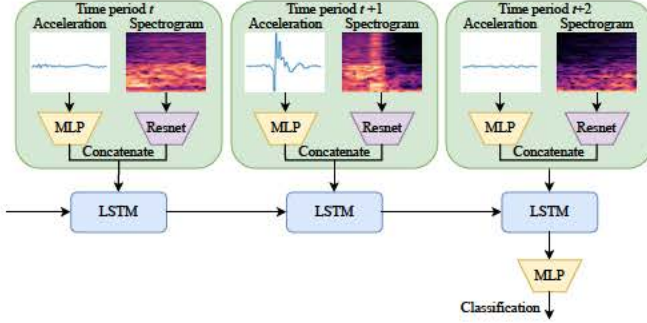 Time period t
Acceleration Spectrogram
MLP Resnet
Concatenate
Time period t+1
Acceleration Spectrogram
MLP Resnet
Concatenate
Time period t+2
Acceleration Spectrogram
MLP Resnet
Concatenate
LSTM LSTM LSTM
MLP
Classification